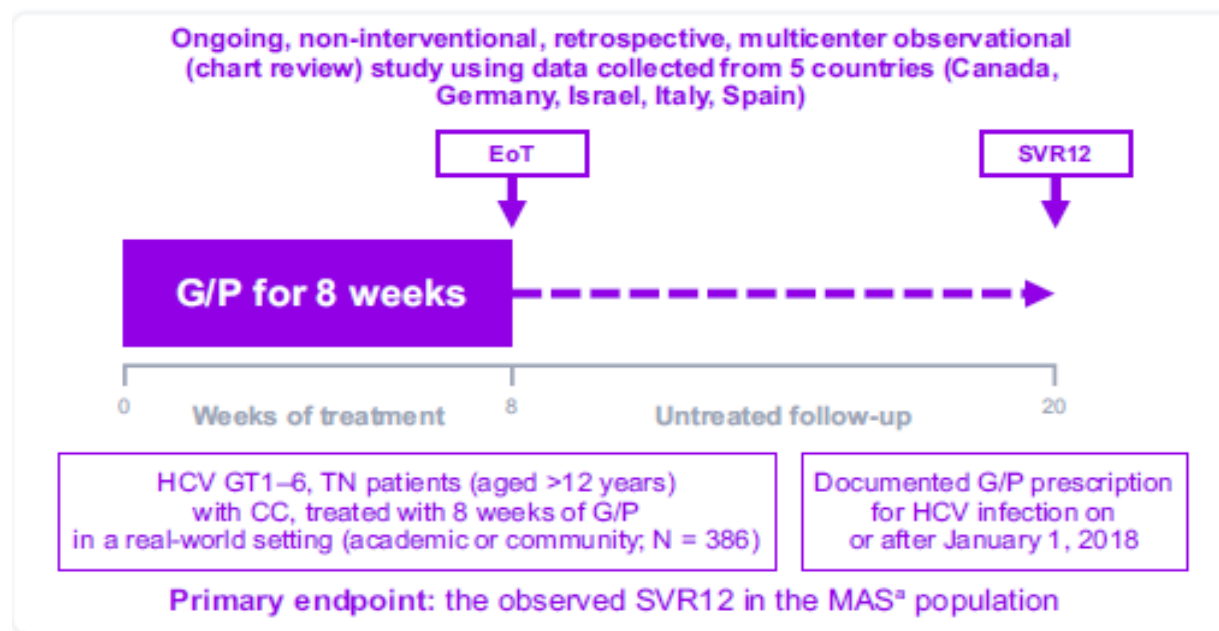 Ongoing, non-interventional, retrospective, multicenter observational
(chart review) study using data collected from 5 countries (Canada,
Germany, Israel, Italy, Spain)
EoT
SVR12
G/P for 8 weeks
0
Weeks of treatment
8
Untreated follow-up
20
HCV GT1–6, TN patients (aged >12 years)
with CC, treated with 8 weeks of G/P
in a real-world setting (academic or community; N = 386)
Documented G/P prescription
for HCV infection on
or after January 1, 2018
Primary endpoint: the observed SVR12 in the MASᵃ population